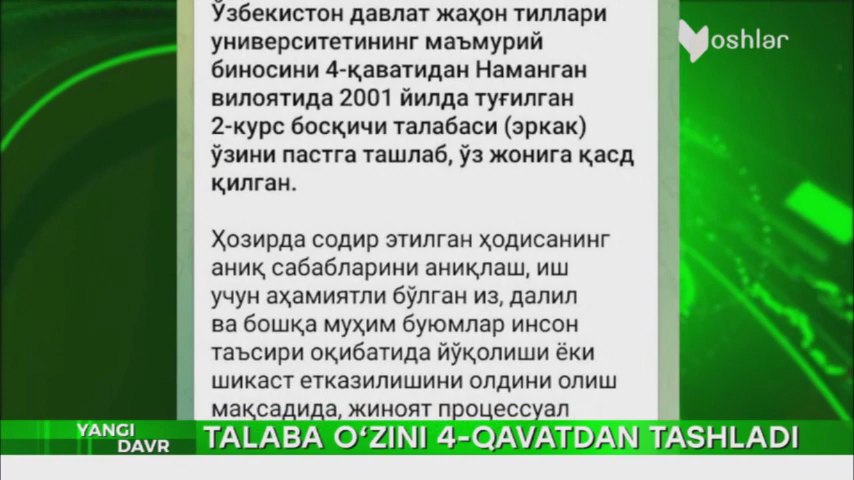 Ўзбекистон давлат жаҳон тиллари
университетининг маъмурий
биносини 4-қаватидан Наманган
вилоятида 2001 йилда туғилган
2-курс босқичи талабаси (эркак)
ўзини пастга ташлаб, ўз жонига қасд
қилган.
Ҳозирда содир этилган ҳодисанинг
аниқ сабабларини аниқлаш, иш
учун аҳамиятли бўлган из, далил
ва бошқа муҳим буюмлар инсон
таъсири оқибатида йўқолиши ёки
шикаст етказилишини олдини олиш
мақсадида, жиноят процессуал
Yoshlar
YANGI
DAVR
TALABA OʻZINI 4-QAVATDAN TASHLADI